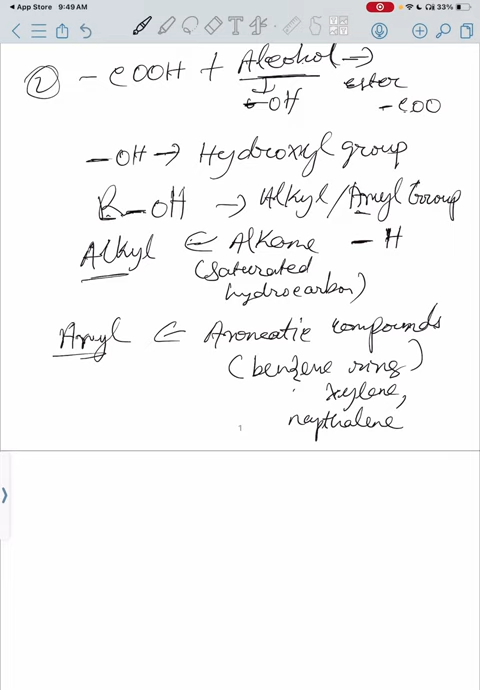 App Store 9:49 AM 33%
② -COOH + Alcohol →
-OH ester
-COO
-OH → Hydroxyl group
R-OH → Alkyl/Aryl Group
Alkyl ∈ Alkane -H
(saturated
hydrocarbon)
Aryl ∈ Aromatic compounds
(benzene ring)
xylene,
napthalene
1